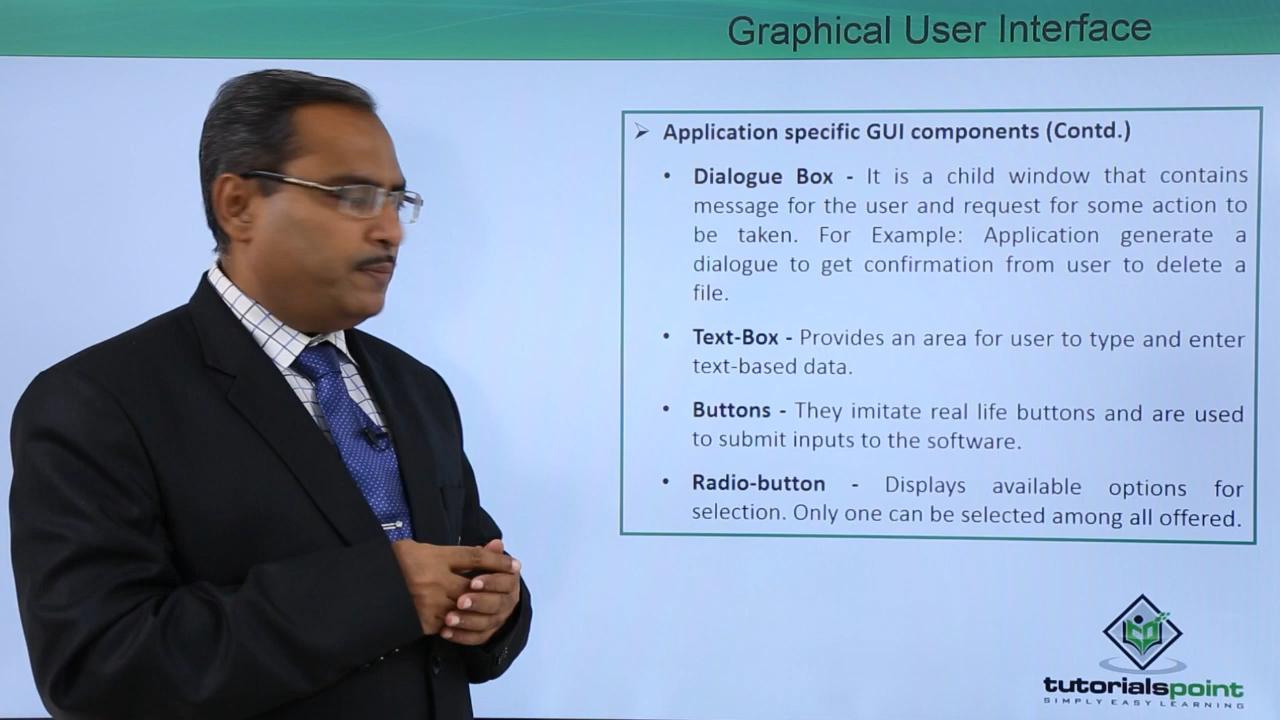 Graphical User Interface
➢ Application specific GUI components (Contd.)
• Dialogue Box - It is a child window that contains
message for the user and request for some action to
be taken. For Example: Application generate a
dialogue to get confirmation from user to delete a
file.
• Text-Box - Provides an area for user to type and enter
text-based data.
• Buttons - They imitate real life buttons and are used
to submit inputs to the software.
• Radio-button - Displays available options for
selection. Only one can be selected among all offered.
tutorialspoint
SIMPLY EASY LEARNING